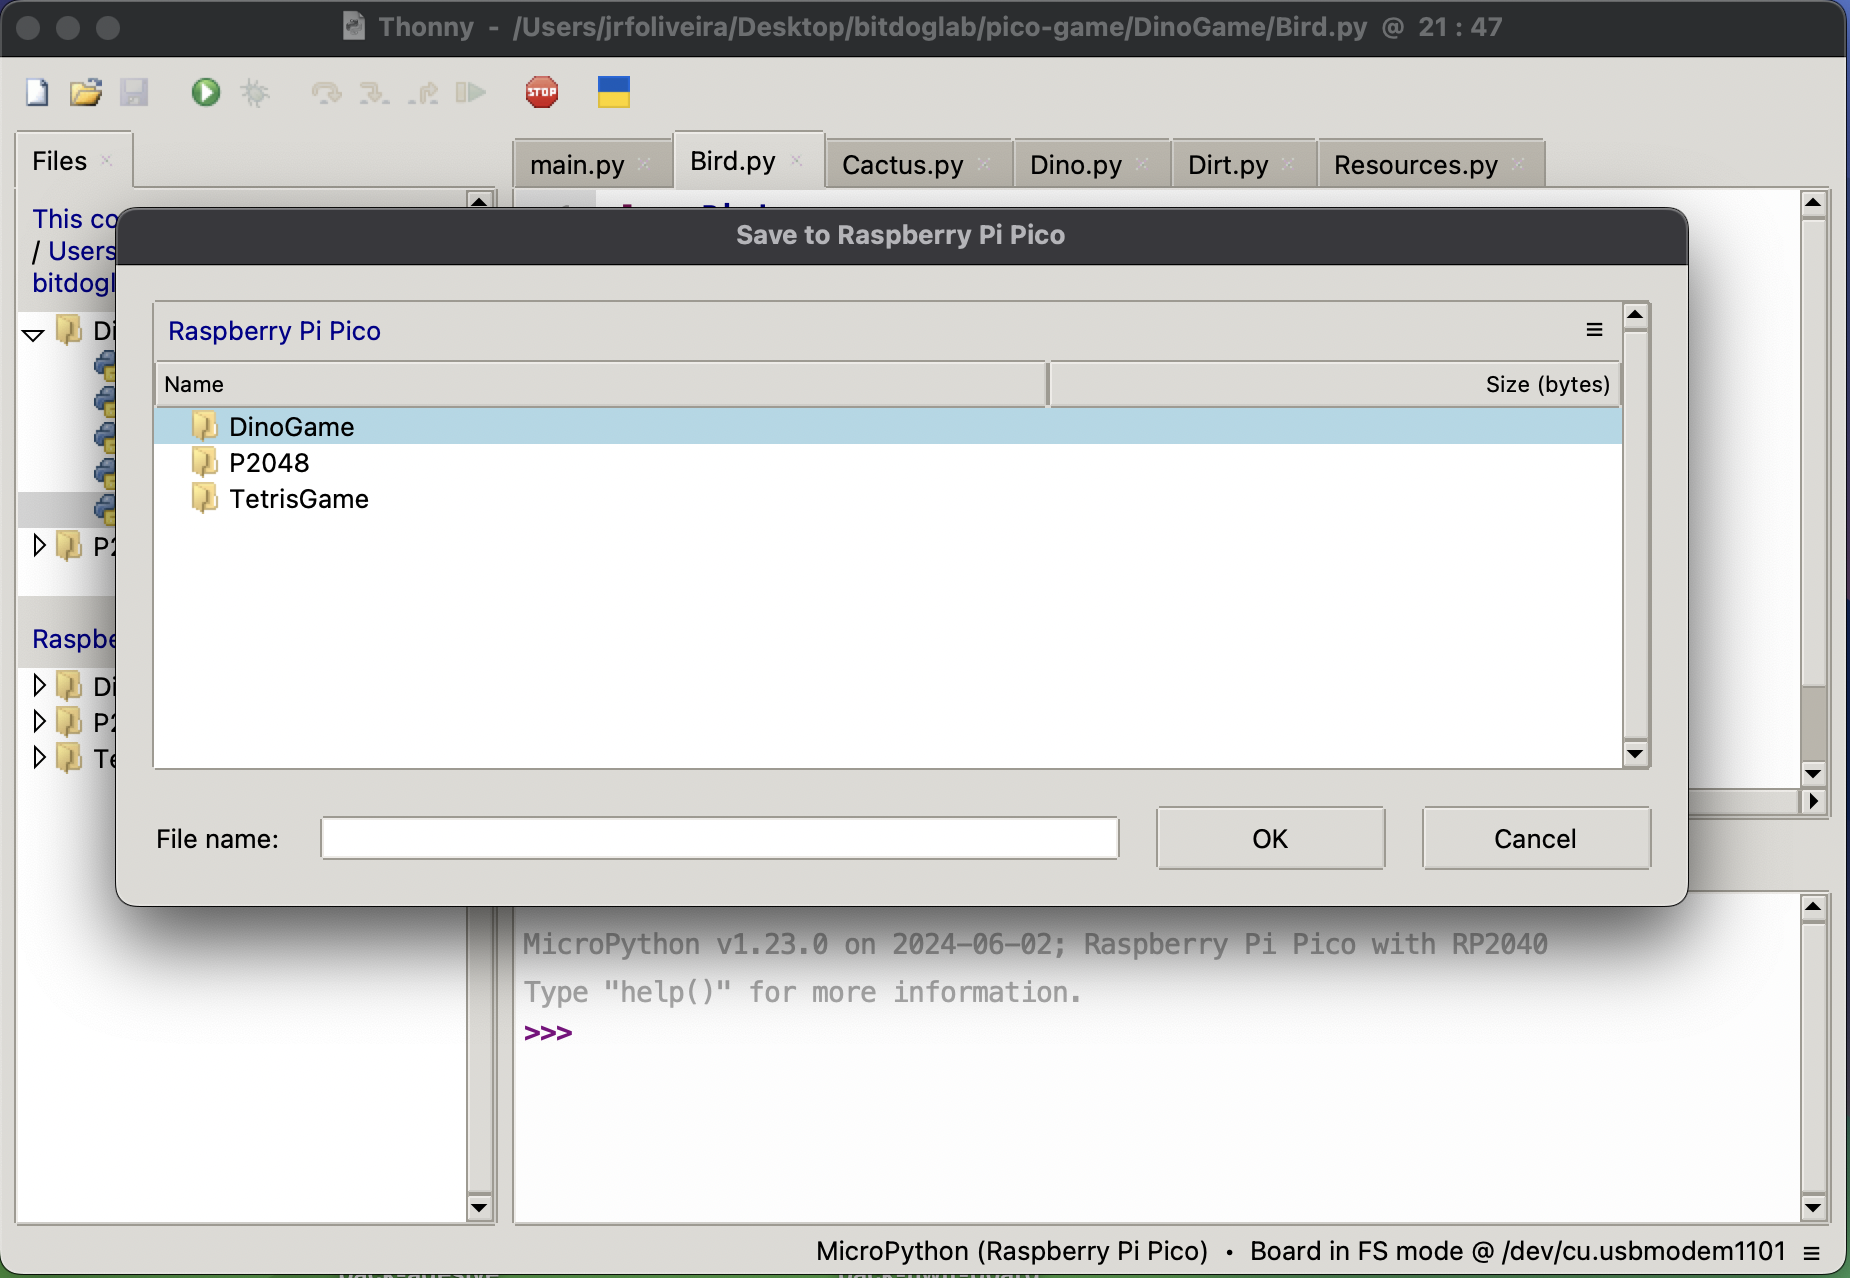 Thonny - /Users/jrfoliveira/Desktop/bitdoglab/pico-game/DinoGame/Bird.py @ 21 : 47
STOP
Files
main.py
Bird.py
Cactus.py
Dino.py
Dirt.py
Resources.py
This co
/ Users
bitdogl
Di
P2
Raspbe
Di
P2
Te
Save to Raspberry Pi Pico
Raspberry Pi Pico
Name
Size (bytes)
DinoGame
P2048
TetrisGame
File name:
OK
Cancel
MicroPython v1.23.0 on 2024-06-02; Raspberry Pi Pico with RP2040
Type "help()" for more information.
>>>
MicroPython (Raspberry Pi Pico) • Board in FS mode @ /dev/cu.usbmodem1101 ≡